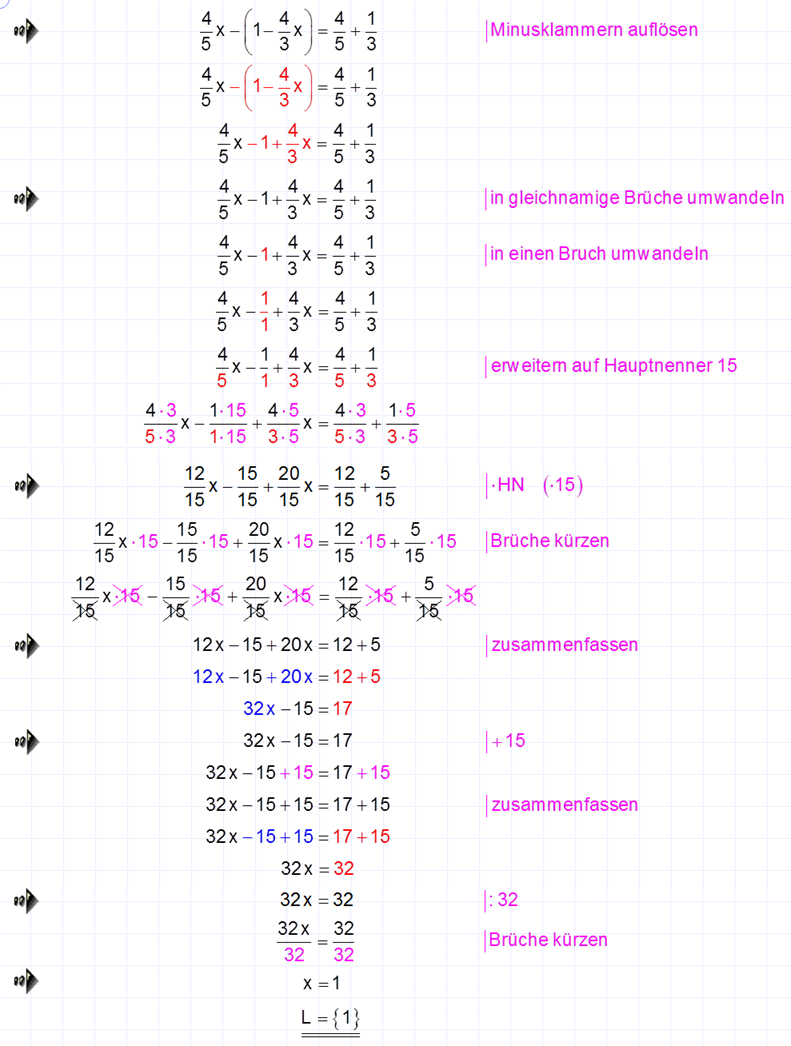 4/5 x − (1 − 4/3 x) = 4/5 + 1/3 |Minusklammern auflösen
4/5 x − (1 − 4/3 x) = 4/5 + 1/3
4/5 x − 1 + 4/3 x = 4/5 + 1/3
4/5 x − 1 + 4/3 x = 4/5 + 1/3 |in gleichnamige Brüche umwandeln
4/5 x − 1 + 4/3 x = 4/5 + 1/3 |in einen Bruch umwandeln
4/5 x − 1/1 + 4/3 x = 4/5 + 1/3
4/5 x − 1/1 + 4/3 x = 4/5 + 1/3 |erweitern auf Hauptnenner 15
4·3/5·3 x − 1·15/1·15 + 4·5/3·5 x = 4·3/5·3 + 1·5/3·5
12/15 x − 15/15 + 20/15 x = 12/15 + 5/15 |·HN (·15)
12/15 x·15 − 15/15 ·15 + 20/15 x·15 = 12/15 ·15 + 5/15 ·15 |Brüche kürzen
12/15 x·15 − 15/15 ·15 + 20/15 x·15 = 12/15 ·15 + 5/15 ·15
12x − 15 + 20x = 12 + 5 |zusammenfassen
12x − 15 + 20x = 12 + 5
32x − 15 = 17
32x − 15 = 17 |+15
32x − 15 + 15 = 17 + 15
32x − 15 + 15 = 17 + 15 |zusammenfassen
32x − 15 + 15 = 17 + 15
32x = 32
32x = 32 |: 32
32x/32 = 32/32 |Brüche kürzen
x = 1
L = {1}